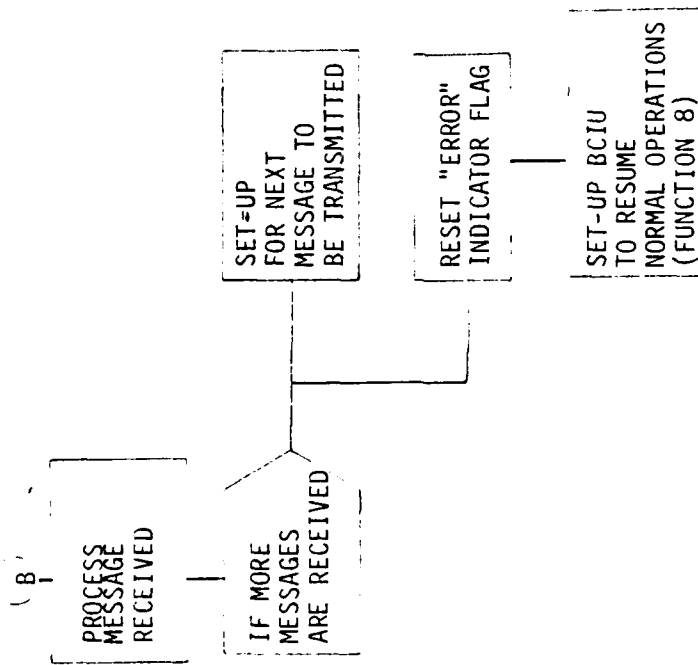 B
PROCESS
MESSAGE
RECEIVED
IF MORE
MESSAGES
ARE RECEIVED
SET=UP
FOR NEXT
MESSAGE TO
BE TRANSMITTED
RESET "ERROR"
INDICATOR FLAG
SET-UP BCIU
TO RESUME
NORMAL OPERATIONS
(FUNCTION 8)